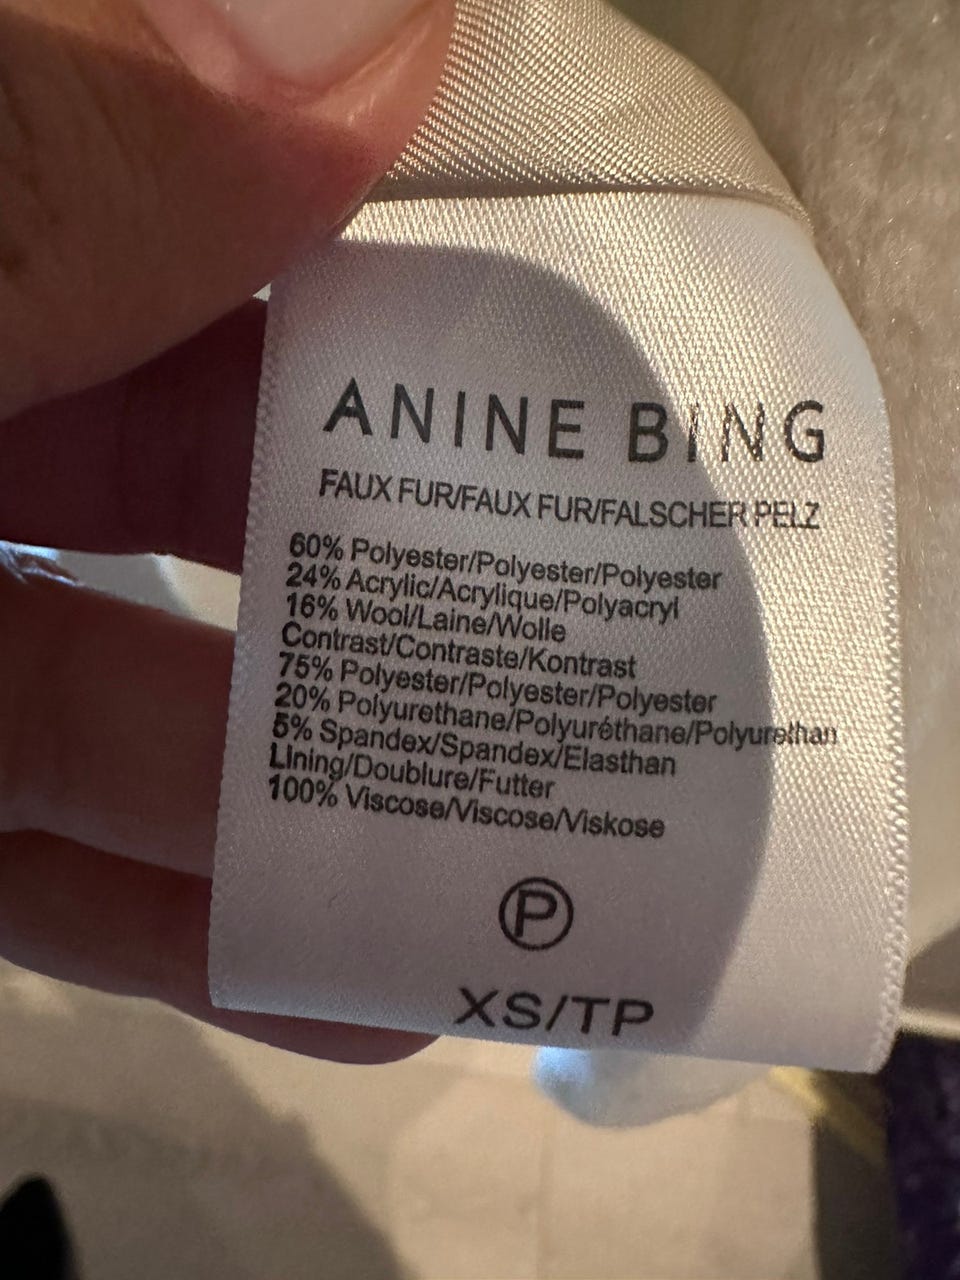 ANINE BING
FAUX FUR/FAUX FUR/FALSCHER PELZ
60% Polyester/Polyester/Polyester
24% Acrylic/Acrylique/Polyacryl
16% Wool/Laine/Wolle
Contrast/Contraste/Kontrast
75% Polyester/Polyester/Polyester
20% Polyurethane/Polyuréthane/Polyurethan
5% Spandex/Spandex/Elasthan
Lining/Doublure/Futter
100% Viscose/Viscose/Viskose
P
XS/TP